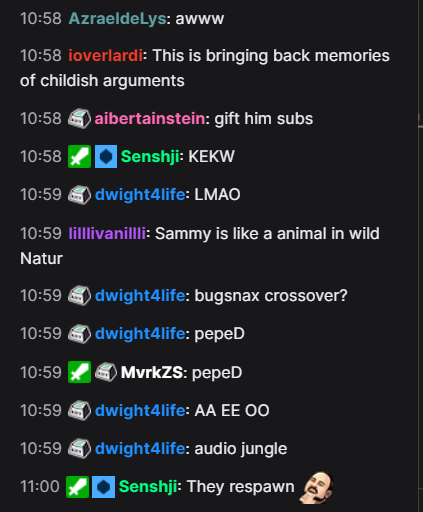 10:58 AzraeldeLys: awww
10:58 ioverlardi: This is bringing back memories
of childish arguments
10:58 aibertainstein: gift him subs
10:58 Senshji: KEKW
10:59 dwight4life: LMAO
10:59 lilllivanillli: Sammy is like a animal in wild
Natur
10:59 dwight4life: bugsnax crossover?
10:59 dwight4life: pepeD
10:59 MvrkZS: pepeD
10:59 dwight4life: AA EE OO
10:59 dwight4life: audio jungle
11:00 Senshji: They respawn